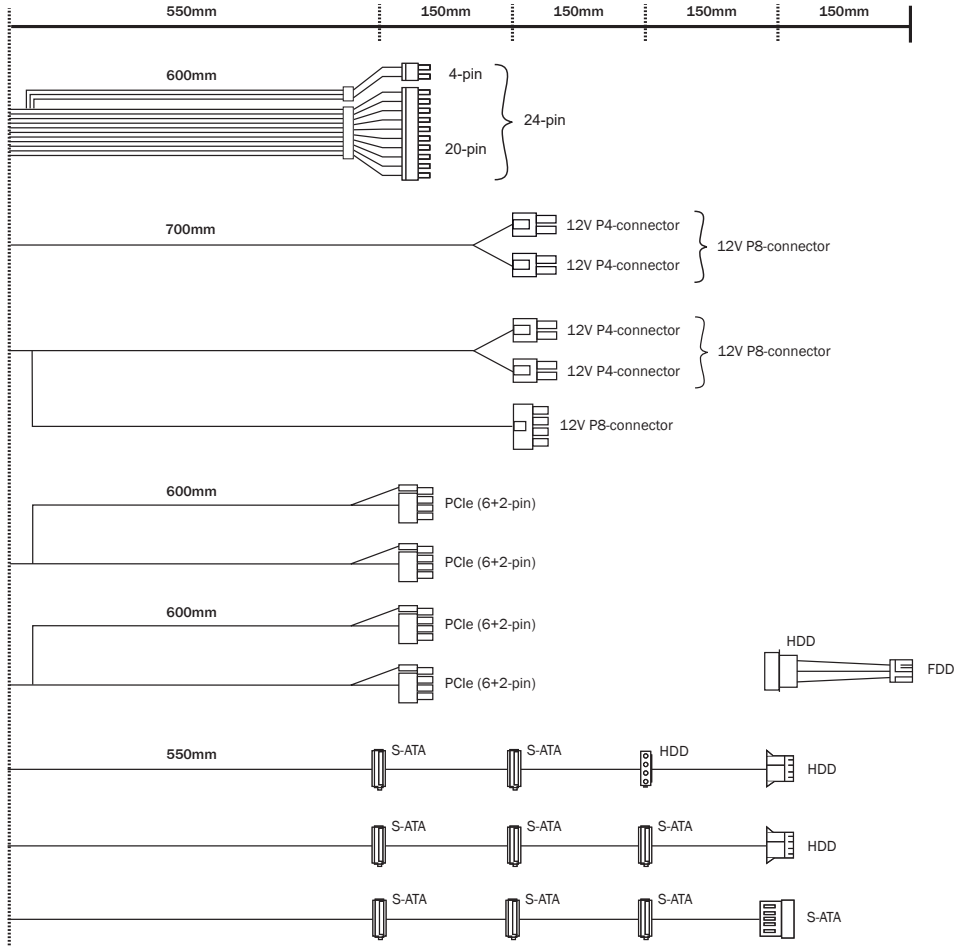 550mm 150mm 150mm 150mm 150mm
600mm
4-pin
24-pin
20-pin
700mm
12V P4-connector
12V P8-connector
12V P4-connector
12V P4-connector
12V P8-connector
12V P4-connector
12V P8-connector
600mm
PCIe (6+2-pin)
PCIe (6+2-pin)
600mm
PCIe (6+2-pin)
HDD
FDD
PCIe (6+2-pin)
550mm
S-ATA S-ATA HDD
HDD
S-ATA S-ATA S-ATA
HDD
S-ATA S-ATA S-ATA
S-ATA